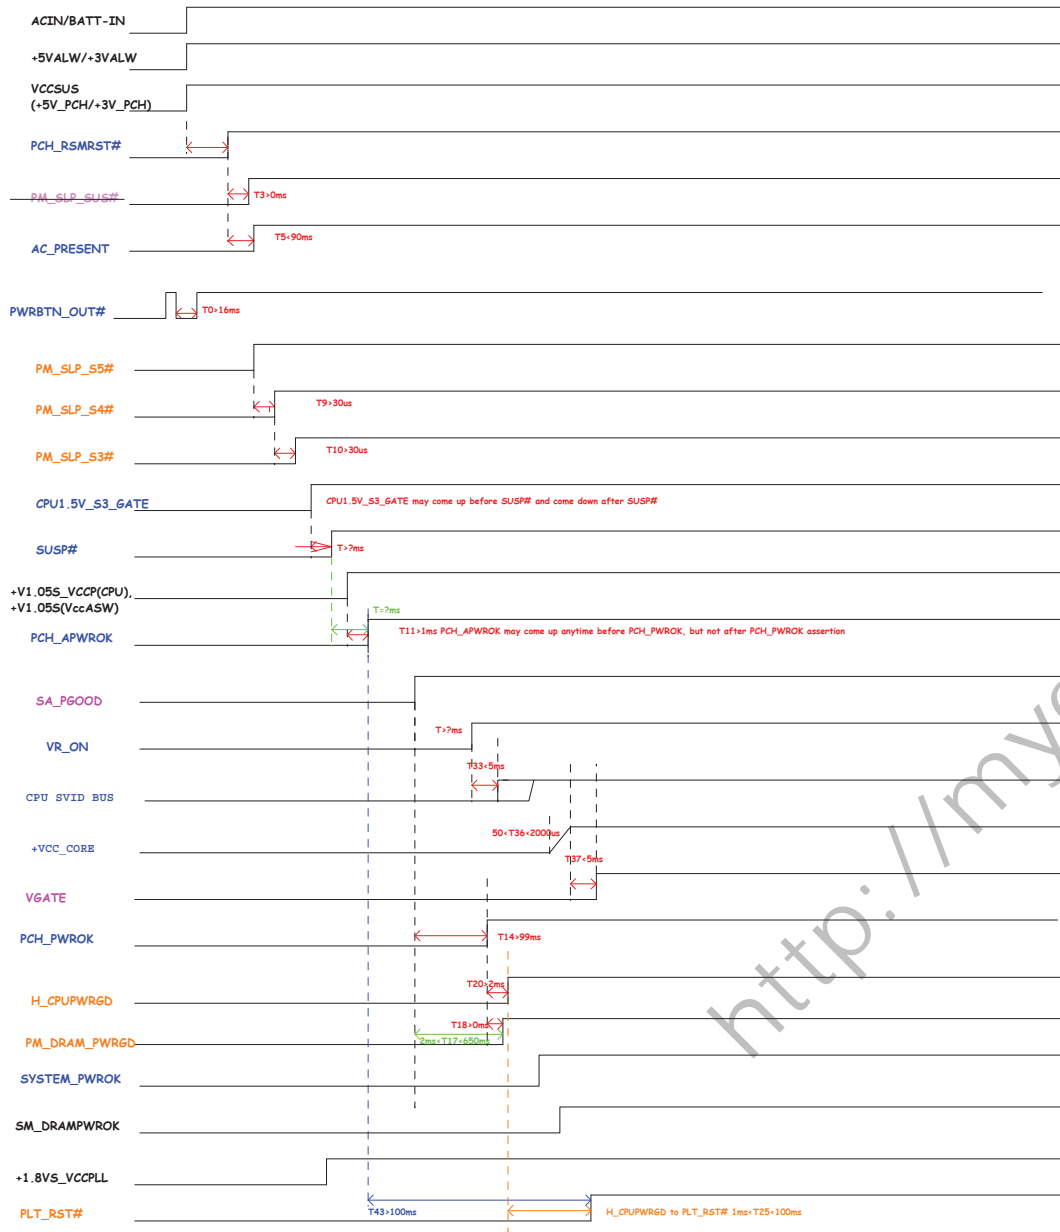 ACIN/BATT-IN
+5VALW/+3VALW
VCCSUS
(+5V_PCH/+3V_PCH)
PCH_RSMRST#
PM_SLP_SUS#
T3>0ms
AC_PRESENT
T5<90ms
PWRBTN_OUT#
T0>16ms
PM_SLP_S5#
PM_SLP_S4#
T9>30us
PM_SLP_S3#
T10>30us
CPU1.5V_S3_GATE
CPU1.5V_S3_GATE may come up before SUSP# and come down after SUSP#
SUSP#
T>?ms
+V1.05S_VCCP(CPU),
+V1.05S(VccASW)
T=?ms
PCH_APWROK
T11>1ms PCH_APWROK may come up anytime before PCH_PWROK, but not after PCH_PWROK assertion
SA_PGOOD
VR_ON
T>?ms
T33<5ms
CPU SVID BUS
+VCC_CORE
50<T36<2000us
T37<5ms
VGATE
PCH_PWROK
T14>99ms
H_CPUPWRGD
T20>2ms
T18>0ms
PM_DRAM_PWRGD
2ms<T17<650ms
SYSTEM_PWROK
SM_DRAMPWROK
+1.8VS_VCCPLL
PLT_RST#
T43>100ms
H_CPUPWRGD to PLT_RST# 1ms<T25<100ms
http://my